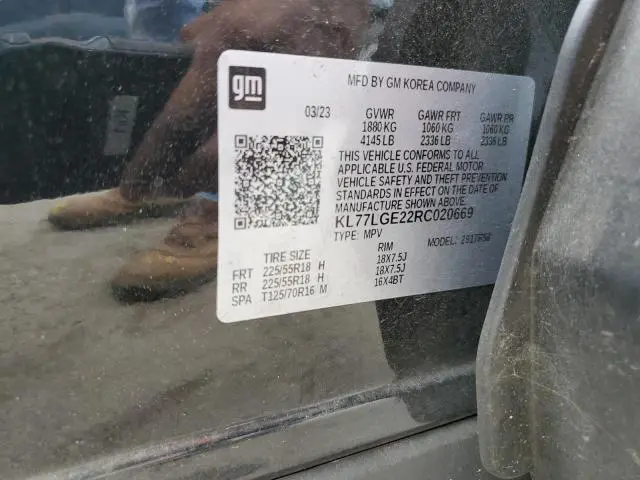 gm
MFD BY GM KOREA COMPANY
03/23 GVWR GAWR FRT GAWR RR
1880 KG 1060 KG 1060 KG
4145 LB 2336 LB 2336 LB
THIS VEHICLE CONFORMS TO ALL
APPLICABLE U.S. FEDERAL MOTOR
VEHICLE SAFETY AND THEFT PREVENTION
STANDARDS IN EFFECT ON THE DATE OF
MANUFACTURE SHOWN ABOVE.
KL77LGE22RC020669
TYPE: MPV MODEL:
TIRE SIZE RIM
FRT 225/55R18 H 18X7.5J
RR 225/55R18 H 18X7.5J
SPA T125/70R16 M 16X4BT